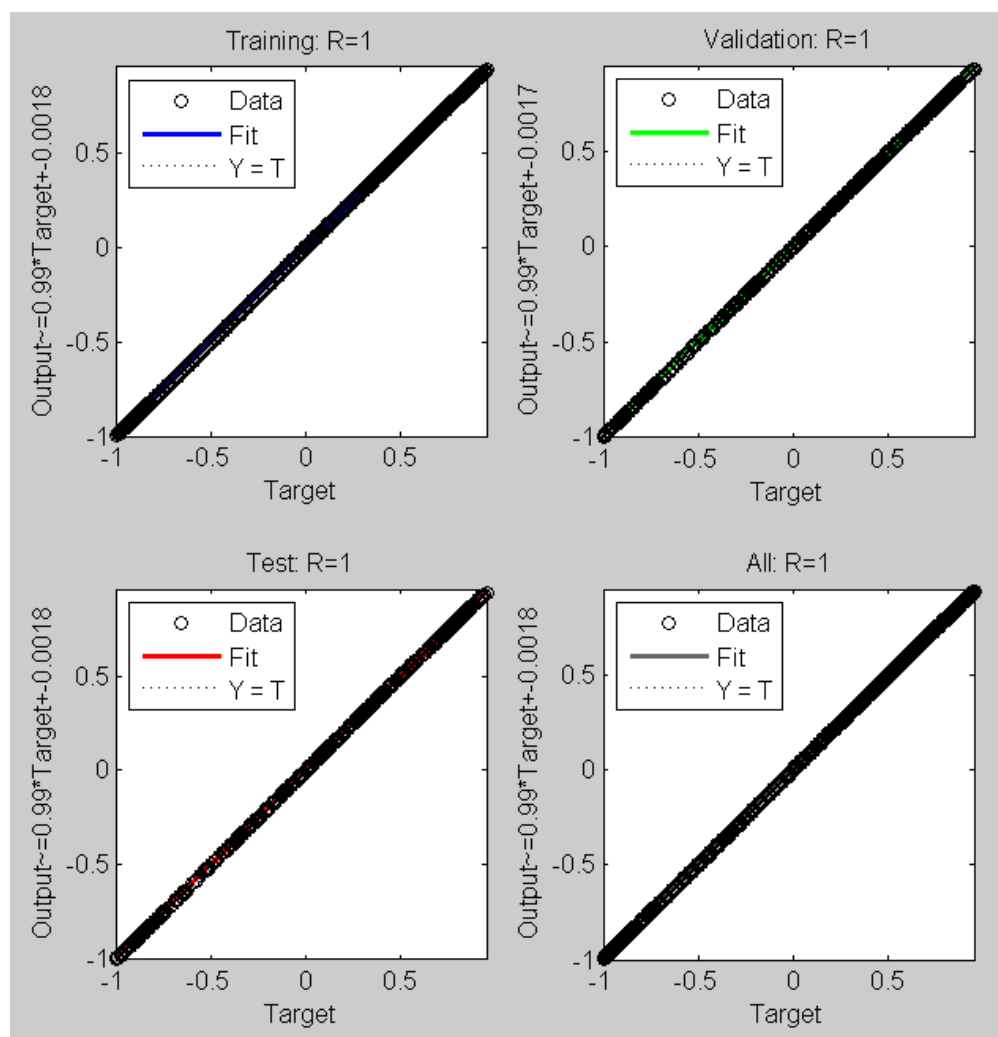 Training: R=1
Output~=0.99*Target+-0.0018
Data
Fit
Y = T
0.5
0
-0.5
-1
-1 -0.5 0 0.5
Target
Validation: R=1
Output~=0.99*Target+-0.0017
Data
Fit
Y = T
0.5
0
-0.5
-1
-1 -0.5 0 0.5
Target
Test: R=1
Output~=0.99*Target+-0.0018
Data
Fit
Y = T
0.5
0
-0.5
-1
-1 -0.5 0 0.5
Target
All: R=1
Output~=0.99*Target+-0.0018
Data
Fit
Y = T
0.5
0
-0.5
-1
-1 -0.5 0 0.5
Target